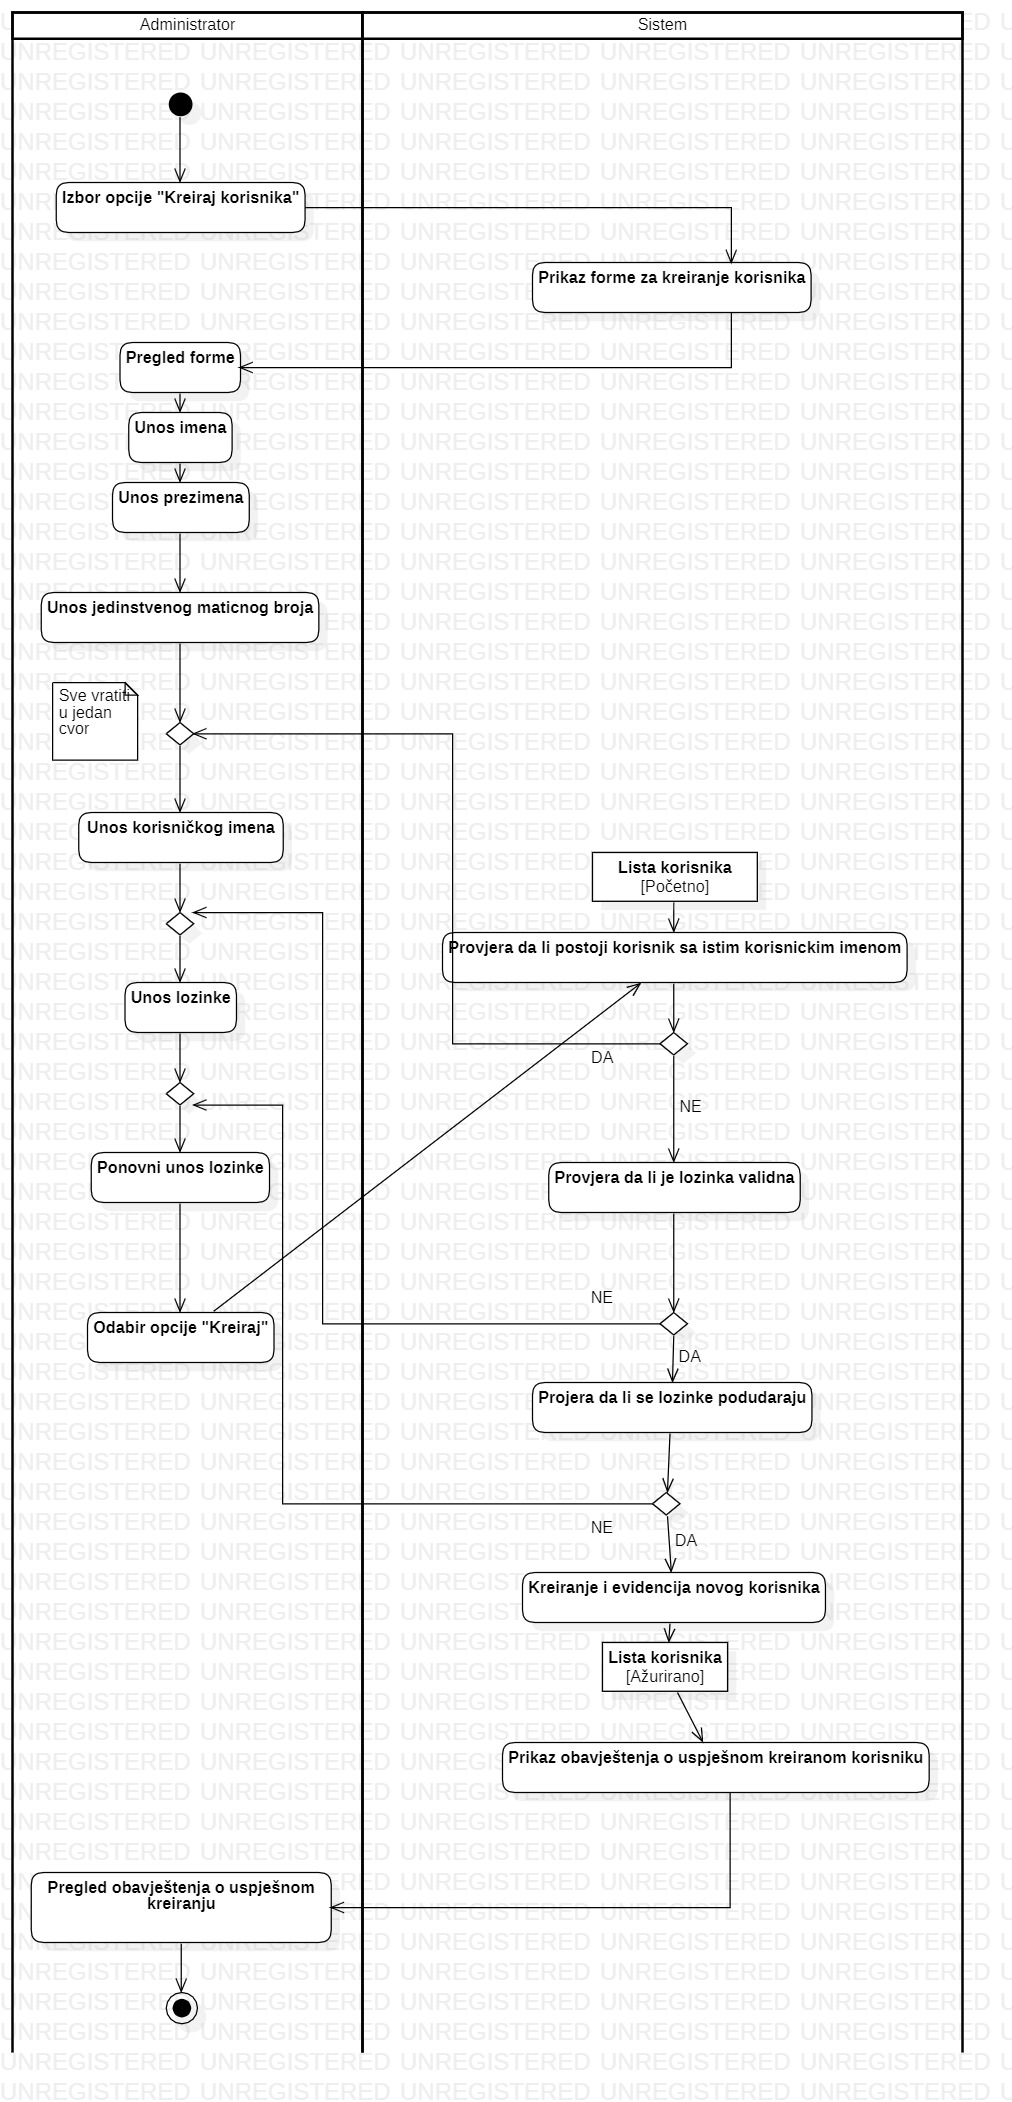 Administrator
Sistem
Izbor opcije "Kreiraj korisnika"
Prikaz forme za kreiranje korisnika
Pregled forme
Unos imena
Unos prezimena
Unos jedinstvenog maticnog broja
Sve vratiti
u jedan
cvor
Unos korisničkog imena
Lista korisnika
[Početno]
Provjera da li postoji korisnik sa istim korisnickim imenom
Unos lozinke
DA
NE
Ponovni unos lozinke
Provjera da li je lozinka validna
NE
Odabir opcije "Kreiraj"
DA
Projera da li se lozinke podudaraju
NE
DA
Kreiranje i evidencija novog korisnika
Lista korisnika
[Ažurirano]
Prikaz obavještenja o uspješnom kreiranom korisniku
Pregled obavještenja o uspješnom
kreiranju
UNREGISTERED